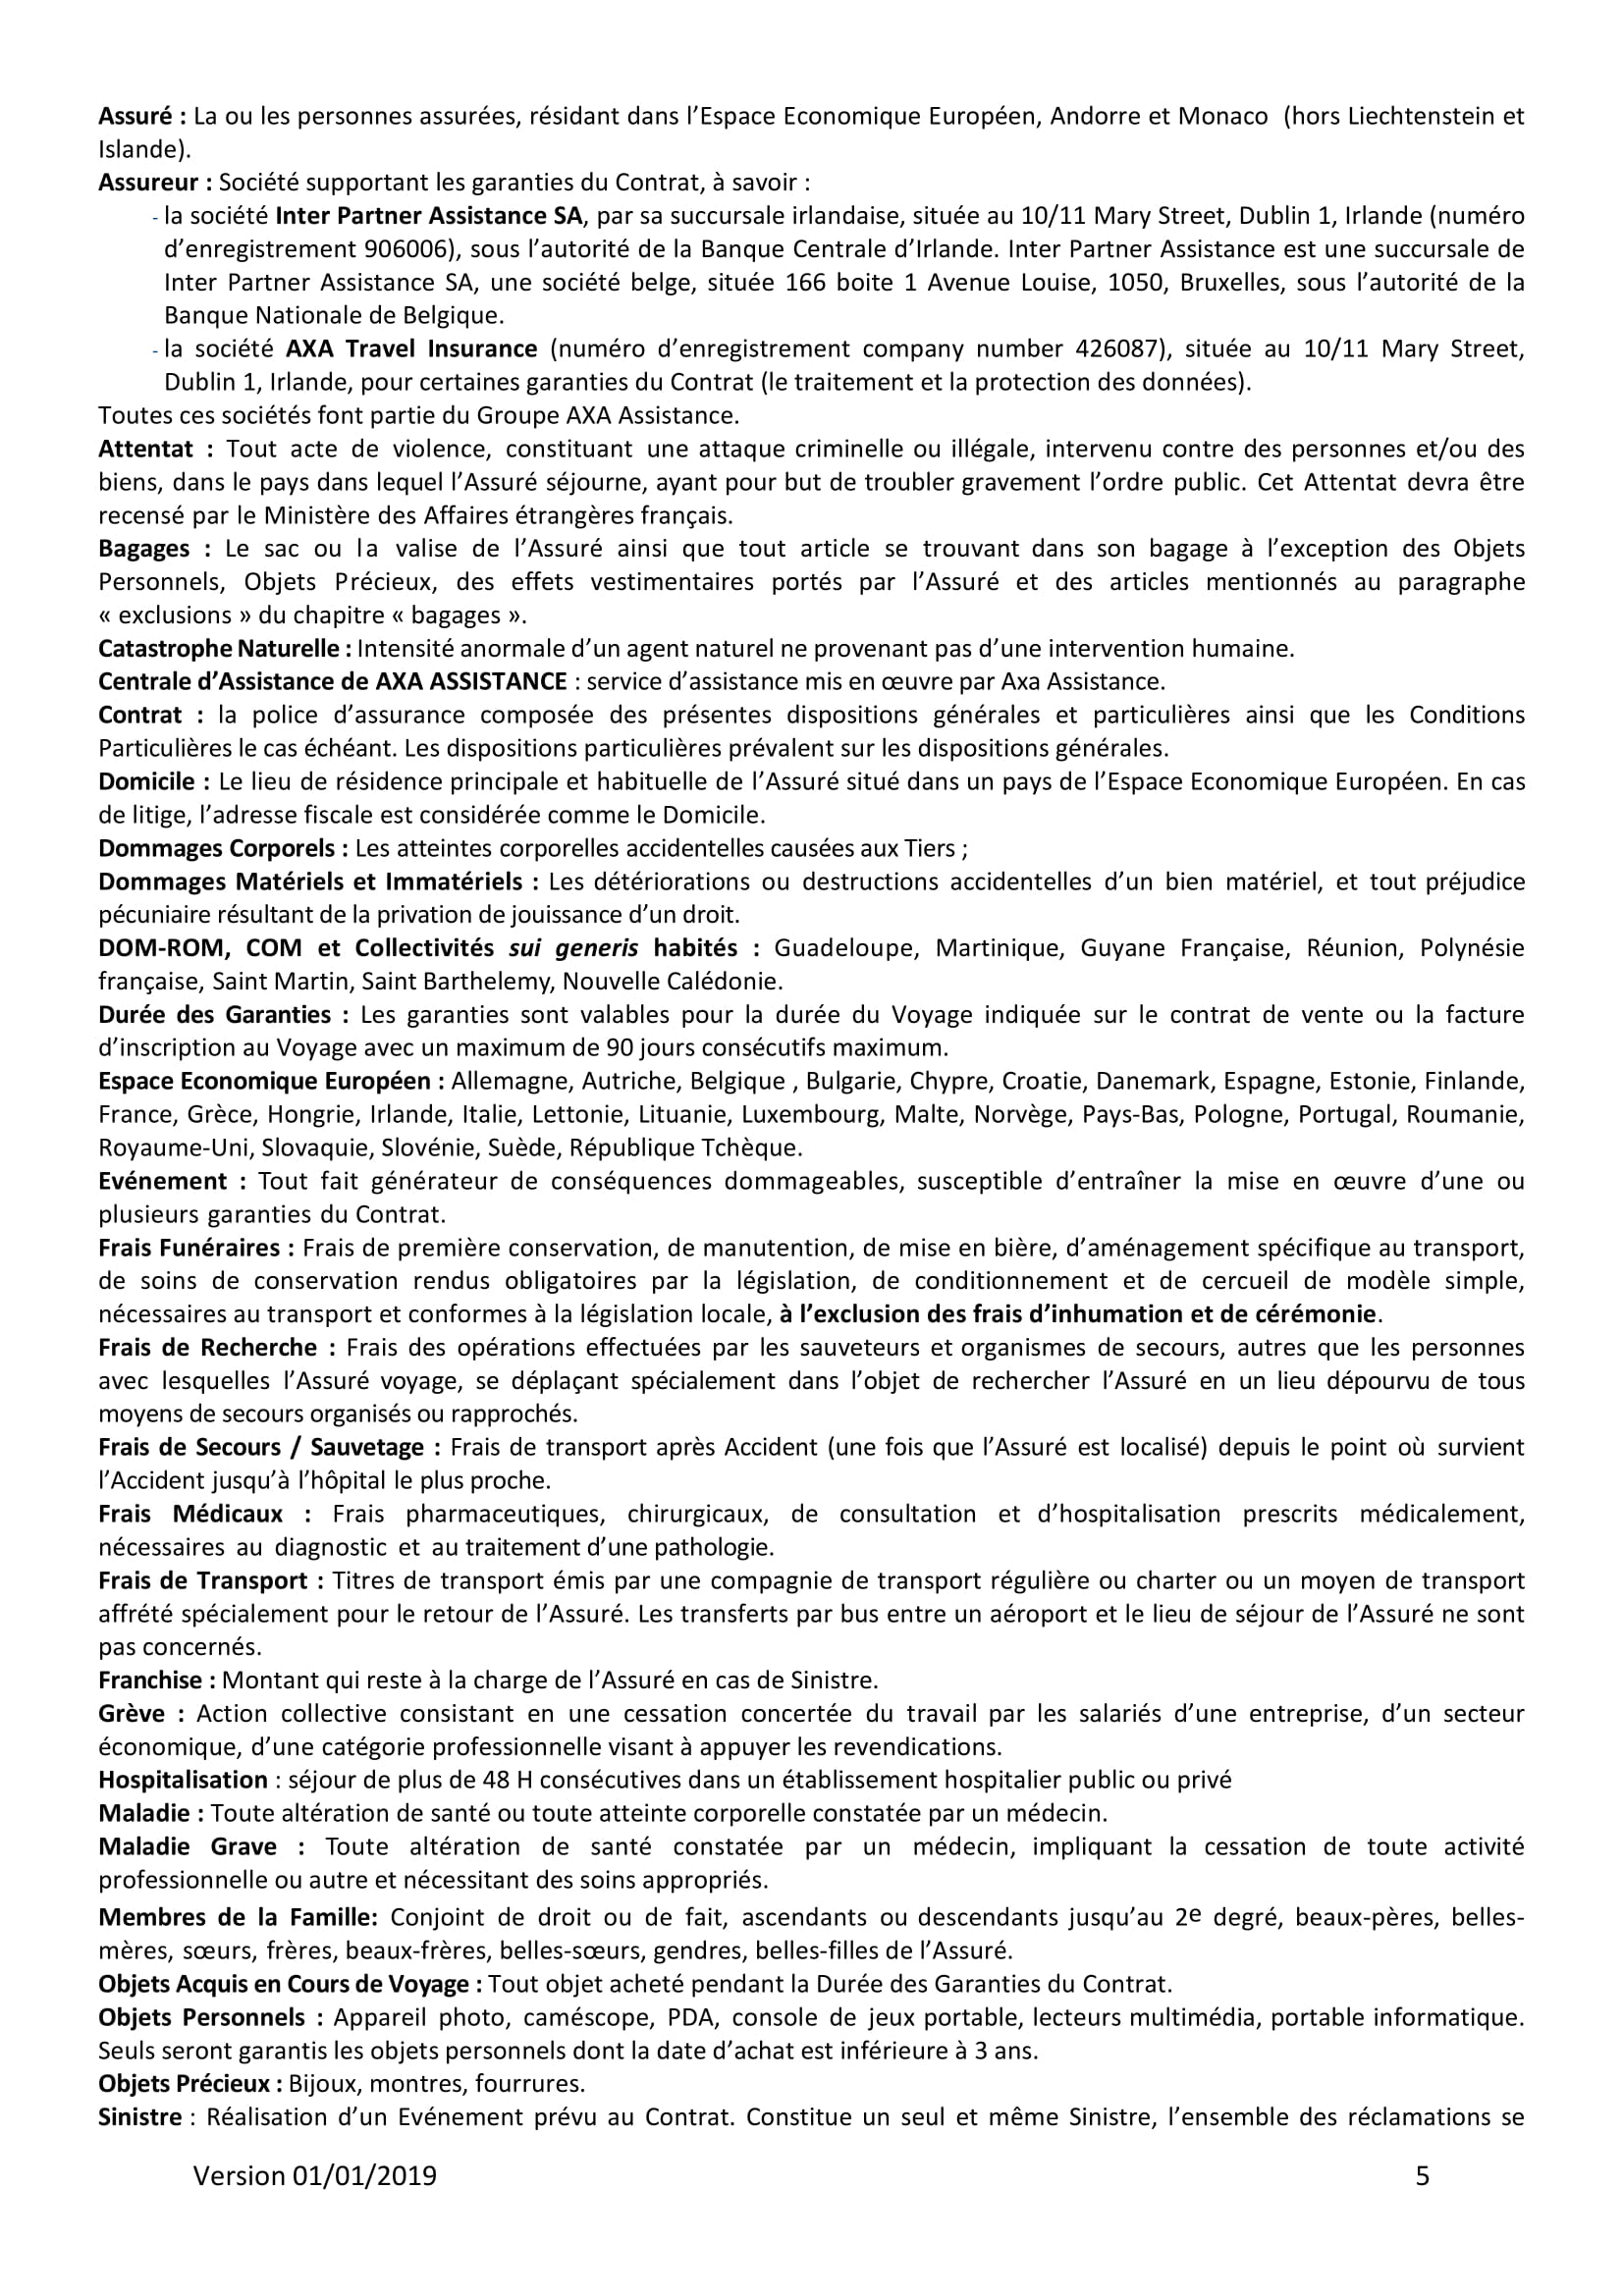 Assuré : La ou les personnes assurées, résidant dans l’Espace Economique Européen, Andorre et Monaco (hors Liechtenstein et
Islande).
Assureur : Société supportant les garanties du Contrat, à savoir :
- la société Inter Partner Assistance SA, par sa succursale irlandaise, située au 10/11 Mary Street, Dublin 1, Irlande (numéro
d’enregistrement 906006), sous l’autorité de la Banque Centrale d’Irlande. Inter Partner Assistance est une succursale de
Inter Partner Assistance SA, une société belge, située 166 boite 1 Avenue Louise, 1050, Bruxelles, sous l’autorité de la
Banque Nationale de Belgique.
- la société AXA Travel Insurance (numéro d’enregistrement company number 426087), située au 10/11 Mary Street,
Dublin 1, Irlande, pour certaines garanties du Contrat (le traitement et la protection des données).
Toutes ces sociétés font partie du Groupe AXA Assistance.
Attentat : Tout acte de violence, constituant une attaque criminelle ou illégale, intervenu contre des personnes et/ou des
biens, dans le pays dans lequel l’Assuré séjourne, ayant pour but de troubler gravement l’ordre public. Cet Attentat devra être
recensé par le Ministère des Affaires étrangères français.
Bagages : Le sac ou la valise de l’Assuré ainsi que tout article se trouvant dans son bagage à l’exception des Objets
Personnels, Objets Précieux, des effets vestimentaires portés par l’Assuré et des articles mentionnés au paragraphe
« exclusions » du chapitre « bagages ».
Catastrophe Naturelle : Intensité anormale d’un agent naturel ne provenant pas d’une intervention humaine.
Centrale d’Assistance de AXA ASSISTANCE : service d’assistance mis en œuvre par Axa Assistance.
Contrat : la police d’assurance composée des présentes dispositions générales et particulières ainsi que les Conditions
Particulières le cas échéant. Les dispositions particulières prévalent sur les dispositions générales.
Domicile : Le lieu de résidence principale et habituelle de l’Assuré situé dans un pays de l’Espace Economique Européen. En cas
de litige, l’adresse fiscale est considérée comme le Domicile.
Dommages Corporels : Les atteintes corporelles accidentelles causées aux Tiers ;
Dommages Matériels et Immatériels : Les détériorations ou destructions accidentelles d’un bien matériel, et tout préjudice
pécuniaire résultant de la privation de jouissance d’un droit.
DOM-ROM, COM et Collectivités sui generis habités : Guadeloupe, Martinique, Guyane Française, Réunion, Polynésie
française, Saint Martin, Saint Barthelemy, Nouvelle Calédonie.
Durée des Garanties : Les garanties sont valables pour la durée du Voyage indiquée sur le contrat de vente ou la facture
d’inscription au Voyage avec un maximum de 90 jours consécutifs maximum.
Espace Economique Européen : Allemagne, Autriche, Belgique , Bulgarie, Chypre, Croatie, Danemark, Espagne, Estonie, Finlande,
France, Grèce, Hongrie, Irlande, Italie, Lettonie, Lituanie, Luxembourg, Malte, Norvège, Pays-Bas, Pologne, Portugal, Roumanie,
Royaume-Uni, Slovaquie, Slovénie, Suède, République Tchèque.
Evénement : Tout fait générateur de conséquences dommageables, susceptible d’entraîner la mise en œuvre d’une ou
plusieurs garanties du Contrat.
Frais Funéraires : Frais de première conservation, de manutention, de mise en bière, d’aménagement spécifique au transport,
de soins de conservation rendus obligatoires par la législation, de conditionnement et de cercueil de modèle simple,
nécessaires au transport et conformes à la législation locale, à l’exclusion des frais d’inhumation et de cérémonie.
Frais de Recherche : Frais des opérations effectuées par les sauveteurs et organismes de secours, autres que les personnes
avec lesquelles l’Assuré voyage, se déplaçant spécialement dans l’objet de rechercher l’Assuré en un lieu dépourvu de tous
moyens de secours organisés ou rapprochés.
Frais de Secours / Sauvetage : Frais de transport après Accident (une fois que l’Assuré est localisé) depuis le point où survient
l’Accident jusqu’à l’hôpital le plus proche.
Frais Médicaux : Frais pharmaceutiques, chirurgicaux, de consultation et d’hospitalisation prescrits médicalement,
nécessaires au diagnostic et au traitement d’une pathologie.
Frais de Transport : Titres de transport émis par une compagnie de transport régulière ou charter ou un moyen de transport
affrété spécialement pour le retour de l’Assuré. Les transferts par bus entre un aéroport et le lieu de séjour de l’Assuré ne sont
pas concernés.
Franchise : Montant qui reste à la charge de l’Assuré en cas de Sinistre.
Grève : Action collective consistant en une cessation concertée du travail par les salariés d’une entreprise, d’un secteur
économique, d’une catégorie professionnelle visant à appuyer les revendications.
Hospitalisation : séjour de plus de 48 H consécutives dans un établissement hospitalier public ou privé
Maladie : Toute altération de santé ou toute atteinte corporelle constatée par un médecin.
Maladie Grave : Toute altération de santé constatée par un médecin, impliquant la cessation de toute activité
professionnelle ou autre et nécessitant des soins appropriés.
Membres de la Famille: Conjoint de droit ou de fait, ascendants ou descendants jusqu’au 2e degré, beaux-pères, belles-
mères, sœurs, frères, beaux-frères, belles-sœurs, gendres, belles-filles de l’Assuré.
Objets Acquis en Cours de Voyage : Tout objet acheté pendant la Durée des Garanties du Contrat.
Objets Personnels : Appareil photo, caméscope, PDA, console de jeux portable, lecteurs multimédia, portable informatique.
Seuls seront garantis les objets personnels dont la date d’achat est inférieure à 3 ans.
Objets Précieux : Bijoux, montres, fourrures.
Sinistre : Réalisation d’un Evénement prévu au Contrat. Constitue un seul et même Sinistre, l’ensemble des réclamations se
Version 01/01/2019 5